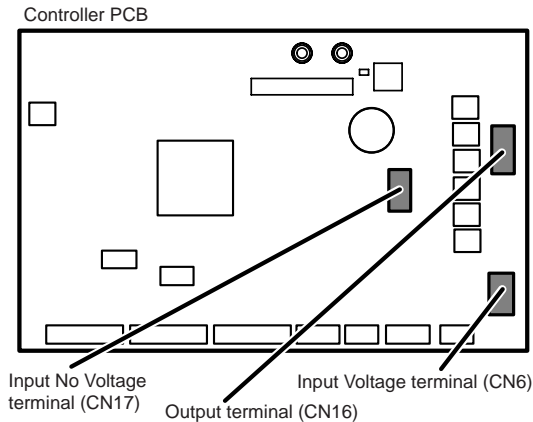 Controller PCB
Input No Voltage
terminal (CN17)
Output terminal (CN16)
Input Voltage terminal (CN6)